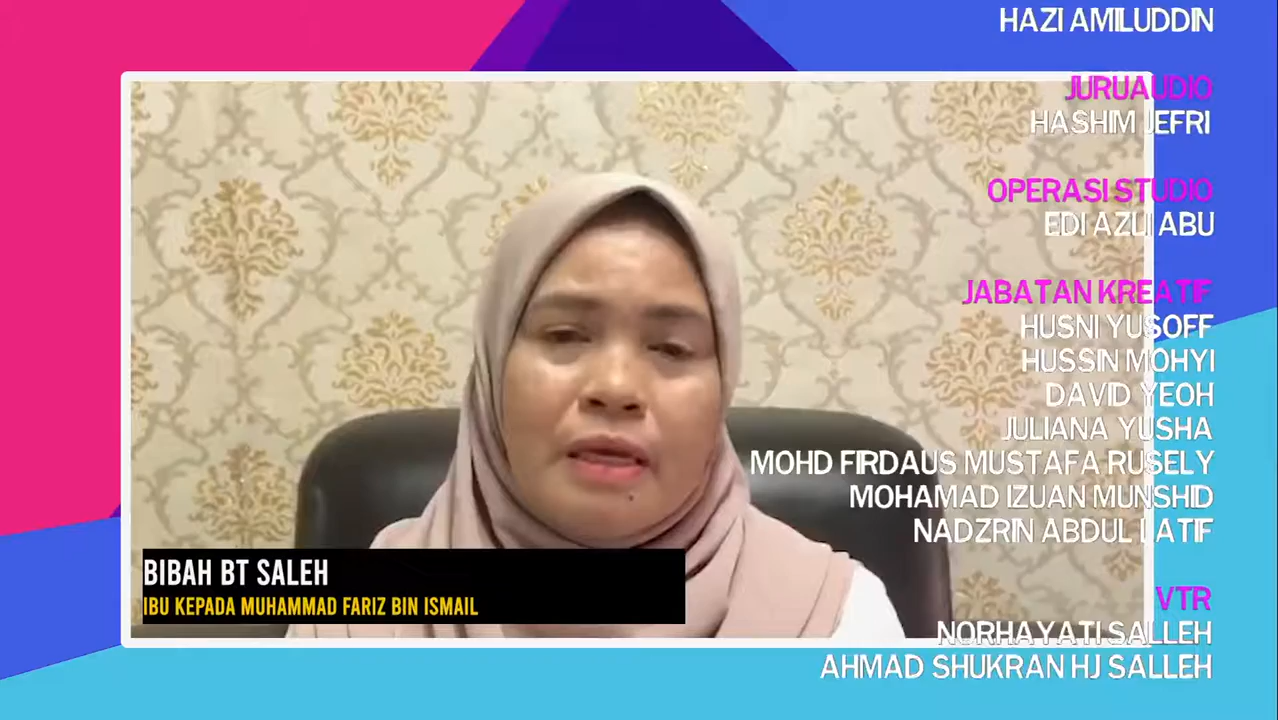 HAZI AMILUDDIN
JURUAUDIO
HASHIM JEFRI
OPERASI STUDIO
EDI AZLI ABU
JABATAN KREATIF
HUSNI YUSOFF
HUSSIN MOHYI
DAVID YEOH
JULIANA YUSHA
MOHD FIRDAUS MUSTAFA RUSELY
MOHAMAD IZUAN MUNSHID
NADZRIN ABDUL LATIF
VTR
NORHAYATI SALLEH
AHMAD SHUKRAN HJ SALLEH
BIBAH BT SALEH
IBU KEPADA MUHAMMAD FARIZ BIN ISMAIL